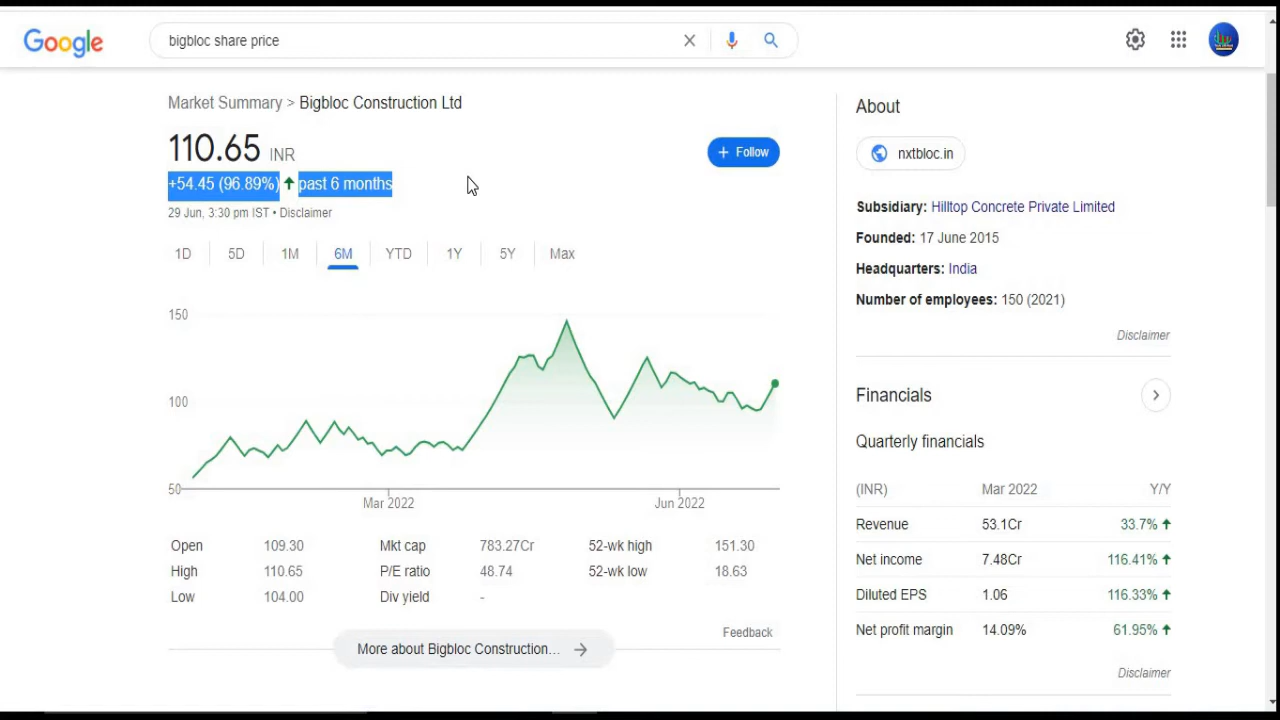 Google
bigbloc share price
Market Summary > Bigbloc Construction Ltd
110.65 INR
+ Follow
+54.45 (96.89%) ↑ past 6 months
29 Jun, 3:30 pm IST • Disclaimer
1D 5D 1M 6M YTD 1Y 5Y Max
150
100
50
Mar 2022 Jun 2022
Open 109.30 Mkt cap 783.27Cr 52-wk high 151.30
High 110.65 P/E ratio 48.74 52-wk low 18.63
Low 104.00 Div yield -
Feedback
More about Bigbloc Construction... →
About
nxtbloc.in
Subsidiary: Hilltop Concrete Private Limited
Founded: 17 June 2015
Headquarters: India
Number of employees: 150 (2021)
Disclaimer
Financials
Quarterly financials
(INR) Mar 2022 Y/Y
Revenue 53.1Cr 33.7% ↑
Net income 7.48Cr 116.41% ↑
Diluted EPS 1.06 116.33% ↑
Net profit margin 14.09% 61.95% ↑
Disclaimer